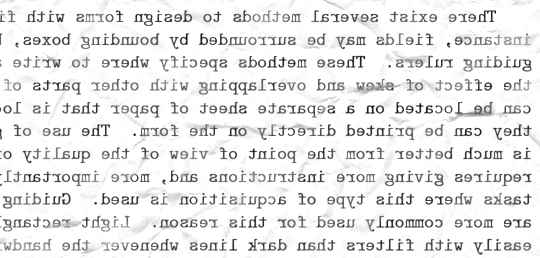 There exist several methods to design forms with fi
instance, fields may be surrounded by bounding boxes,
guiding rulers. These methods specify where to write
the effect of skew and overlapping with other parts of
can be located on a separate sheet of paper that is loc
they can be printed directly on the form. The use of
is much better from the point of view of the quality o
requires giving more instructions and, more importantl
tasks where this type of acquisition is used. Guiding
are more commonly used for this reason. Light rectang
easily with filters than dark lines whenever the handw